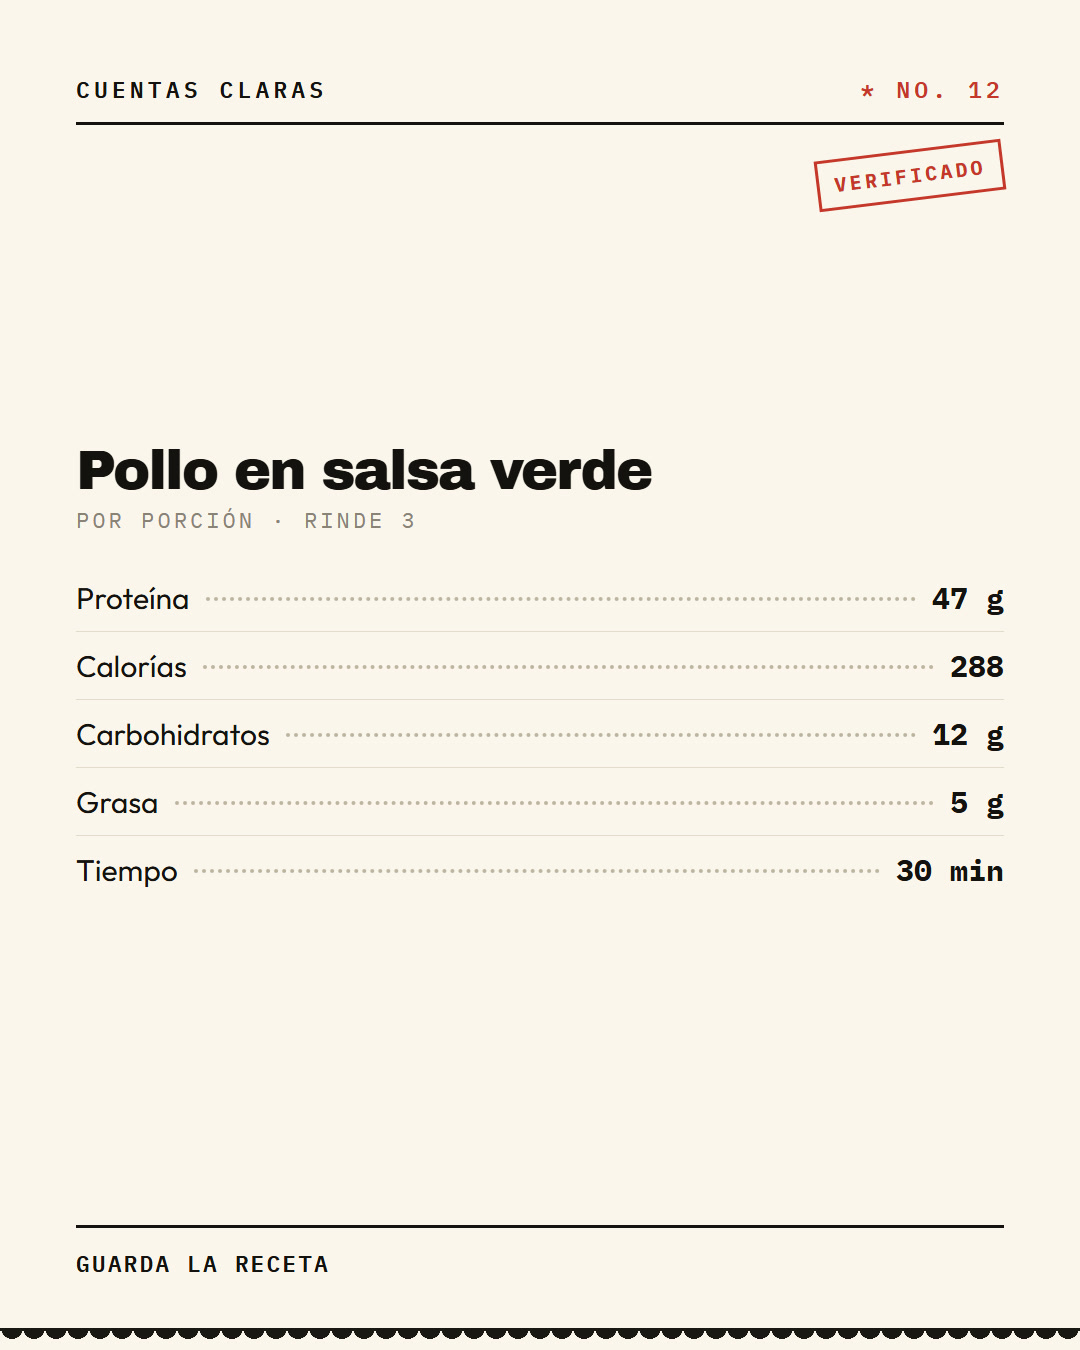 CUENTAS CLARAS * NO. 12
VERIFICADO
Pollo en salsa verde
POR PORCIÓN · RINDE 3
Proteína 47 g
Calorías 288
Carbohidratos 12 g
Grasa 5 g
Tiempo 30 min
GUARDA LA RECETA